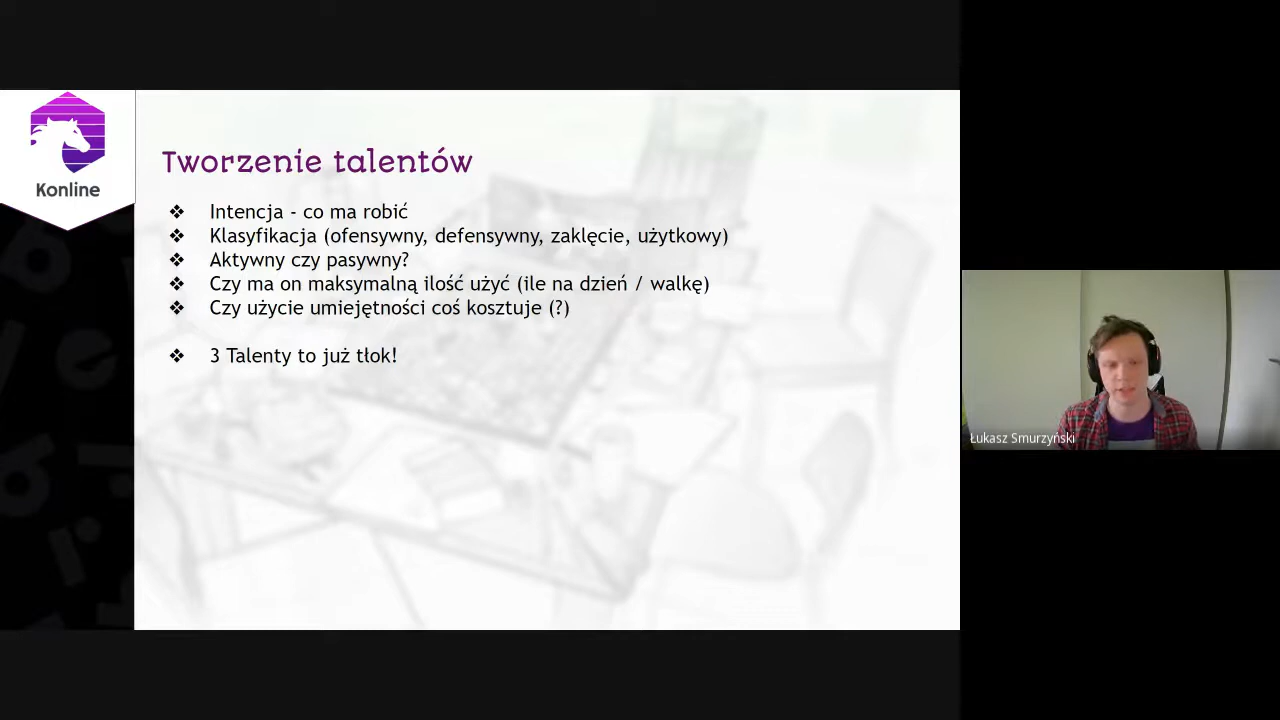 Konline
Tworzenie talentów
❖ Intencja - co ma robić
❖ Klasyfikacja (ofensywny, defensywny, zaklęcie, użytkowy)
❖ Aktywny czy pasywny?
❖ Czy ma on maksymalną ilość użyć (ile na dzień / walkę)
❖ Czy użycie umiejętności coś kosztuje (?)
❖ 3 Talenty to już tłok!
Łukasz Smurzyński